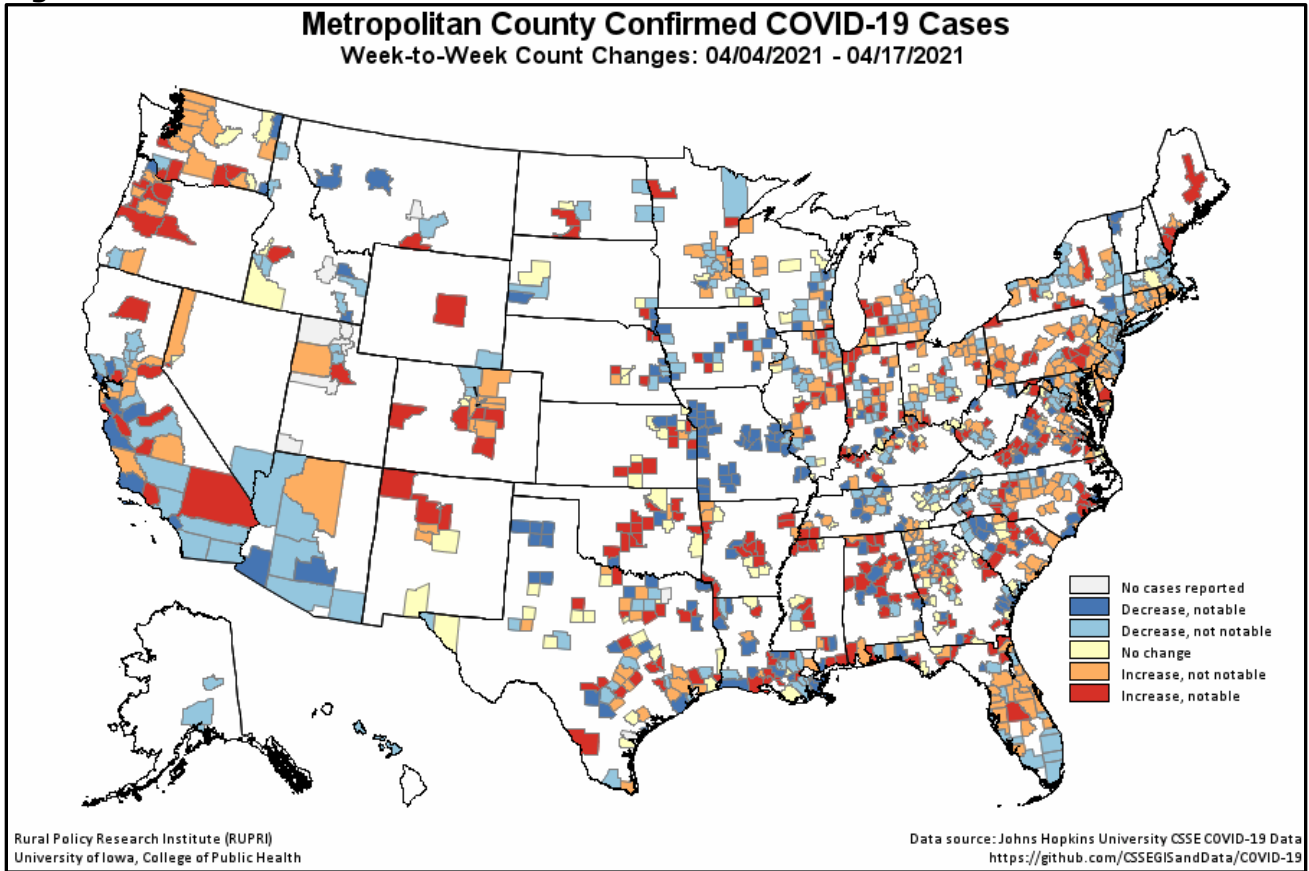 Metropolitan County Confirmed COVID-19 Cases
Week-to-Week Count Changes: 04/04/2021 - 04/17/2021
No cases reported
Decrease, notable
Decrease, not notable
No change
Increase, not notable
Increase, notable
Rural Policy Research Institute (RUPRI)
University of Iowa, College of Public Health
Data source: Johns Hopkins University CSSE COVID-19 Data
https://github.com/CSSEGISandData/COVID-19